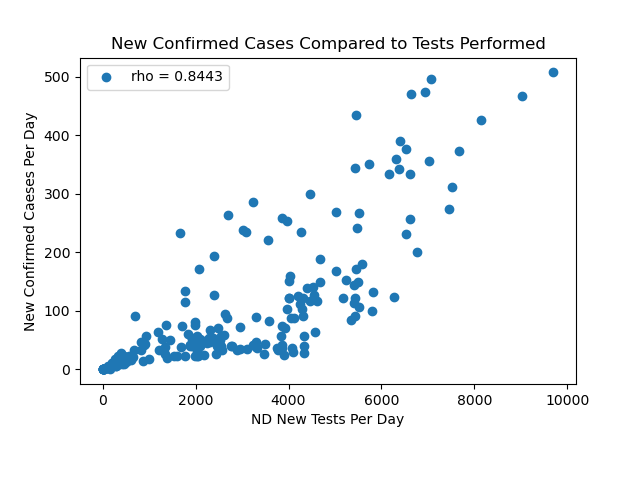 New Confirmed Cases Compared to Tests Performed
rho = 0.8443
500
400
300
200
100
0
New Confirmed Caeses Per Day
0 2000 4000 6000 8000 10000
ND New Tests Per Day